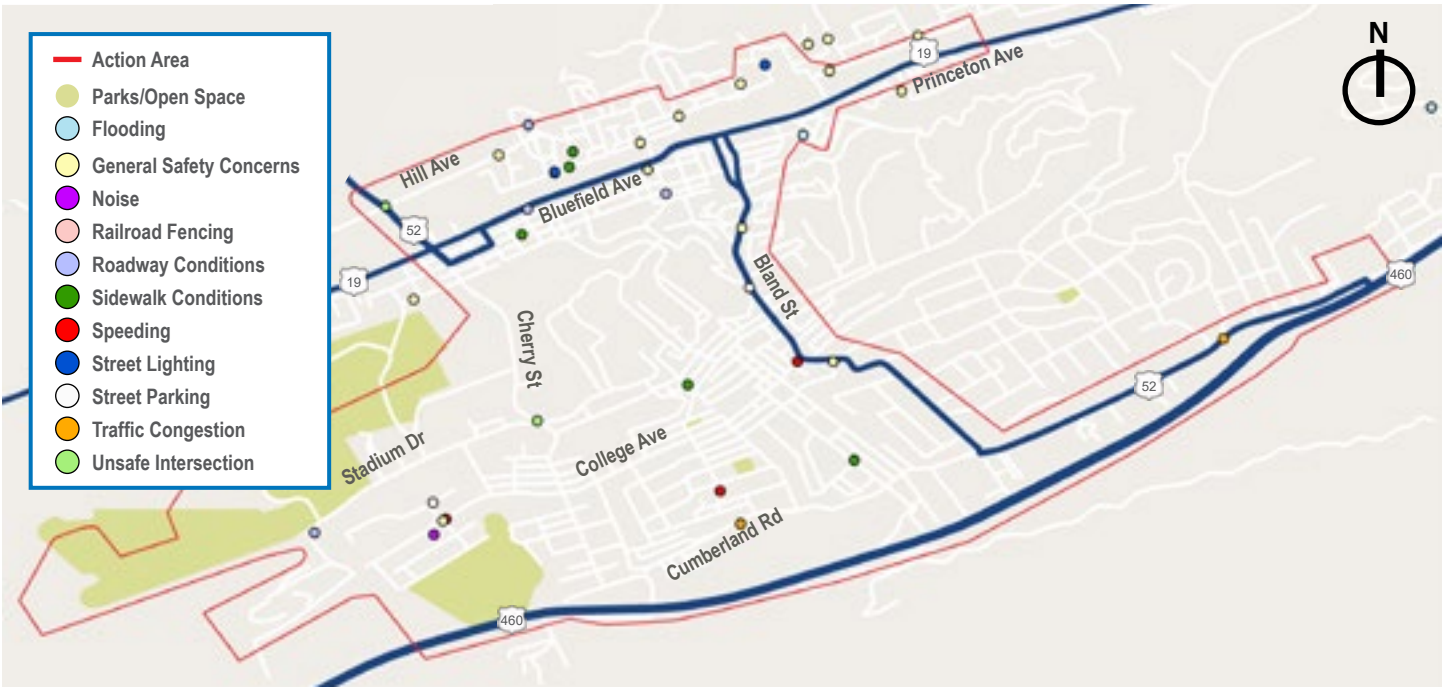 Action Area
Parks/Open Space
Flooding
General Safety Concerns
Noise
Railroad Fencing
Roadway Conditions
Sidewalk Conditions
Speeding
Street Lighting
Street Parking
Traffic Congestion
Unsafe Intersection
N
19
Princeton Ave
Hill Ave
Bluefield Ave
52
19
Bland St
460
Cherry St
52
College Ave
Stadium Dr
Cumberland Rd
460